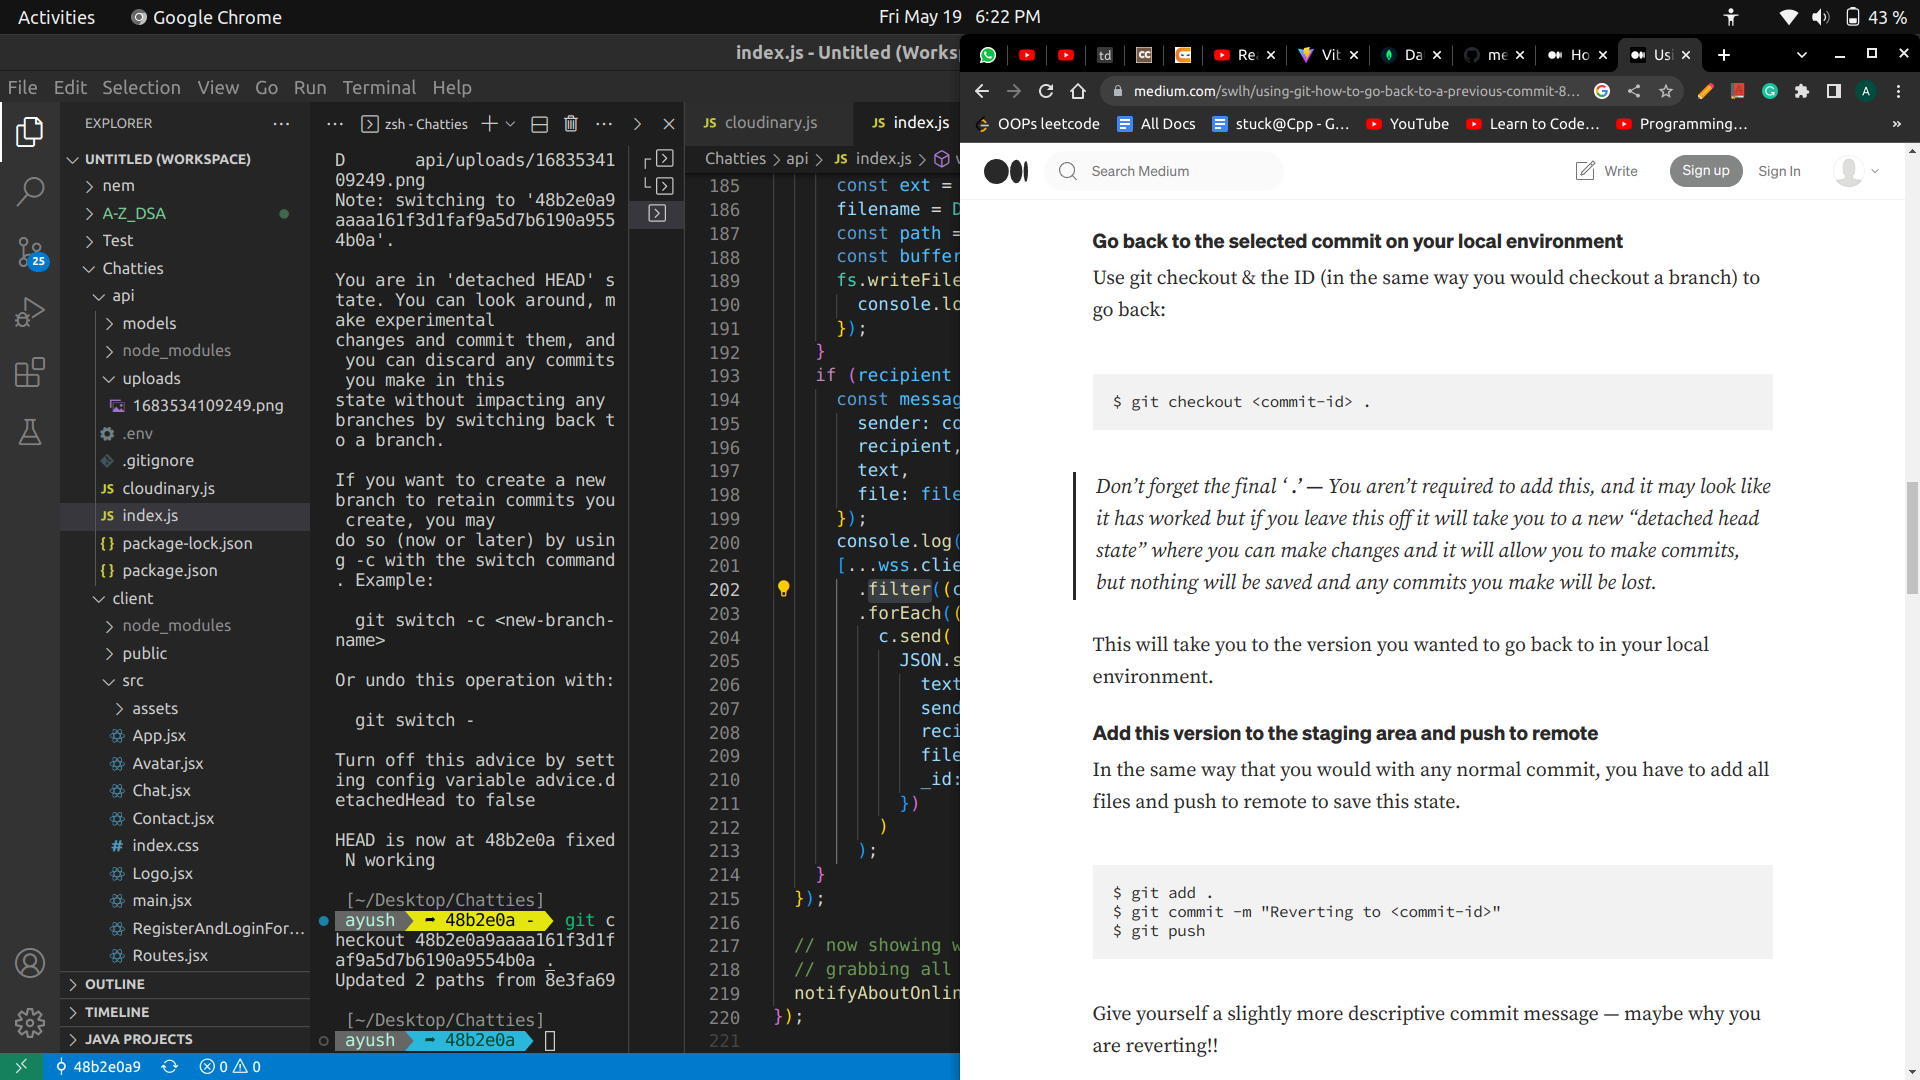 Activities
Google Chrome
Fri May 19 6:22 PM
43 %
index.js - Untitled (Works
File Edit Selection View Go Run Terminal Help
EXPLORER
UNTITLED (WORKSPACE)
nem
A-Z_DSA
Test
Chatties
api
models
node_modules
uploads
1683534109249.png
.env
.gitignore
JS cloudinary.js
JS index.js
{} package-lock.json
{} package.json
client
node_modules
public
src
assets
App.jsx
Avatar.jsx
Chat.jsx
Contact.jsx
# index.css
Logo.jsx
main.jsx
RegisterAndLoginFor...
Routes.jsx
OUTLINE
TIMELINE
JAVA PROJECTS
25
48b2e0a9
0 0
zsh - Chatties
D api/uploads/16835341
09249.png
Note: switching to '48b2e0a9
aaaa161f3d1faf9a5d7b6190a955
4b0a'.
You are in 'detached HEAD' s
tate. You can look around, m
ake experimental
changes and commit them, and
you can discard any commits
you make in this
state without impacting any
branches by switching back t
o a branch.
If you want to create a new
branch to retain commits you
create, you may
do so (now or later) by usin
g -c with the switch command
. Example:
git switch -c <new-branch-
name>
Or undo this operation with:
git switch -
Turn off this advice by sett
ing config variable advice.d
etachedHead to false
HEAD is now at 48b2e0a fixed
N working
[~/Desktop/Chatties]
ayush ➦ 48b2e0a - git c
heckout 48b2e0a9aaaa161f3d1f
af9a5d7b6190a9554b0a .
Updated 2 paths from 8e3fa69
[~/Desktop/Chatties]
ayush ➦ 48b2e0a
JS cloudinary.js
JS index.js
Chatties > api > JS index.js >
185 const ext =
186 filename = D
187 const path =
188 const buffer
189 fs.writeFile
190 console.lo
191 });
192 }
193 if (recipient
194 const messag
195 sender: co
196 recipient,
197 text,
198 file: file
199 });
200 console.log(
201 [...wss.clie
202 .filter((c
203 .forEach((
204 c.send(
205 JSON.s
206 text
207 send
208 reci
209 file
210 _id:
211 })
212 )
213 );
214 }
215 });
216
217 // now showing w
218 // grabbing all
219 notifyAboutOnlin
220 });
221
td
CC
Re
Vit
Da
me
Ho
Usi
medium.com/swlh/using-git-how-to-go-back-to-a-previous-commit-8...
A
OOPs leetcode
All Docs
stuck@Cpp - G...
YouTube
Learn to Code...
Programming...
»
Search Medium
Write
Sign up
Sign In
Go back to the selected commit on your local environment
Use git checkout & the ID (in the same way you would checkout a branch) to
go back:
$ git checkout <commit-id> .
Don’t forget the final ‘ .’ — You aren’t required to add this, and it may look like
it has worked but if you leave this off it will take you to a new “detached head
state” where you can make changes and it will allow you to make commits,
but nothing will be saved and any commits you make will be lost.
This will take you to the version you wanted to go back to in your local
environment.
Add this version to the staging area and push to remote
In the same way that you would with any normal commit, you have to add all
files and push to remote to save this state.
$ git add .
$ git commit -m "Reverting to <commit-id>"
$ git push
Give yourself a slightly more descriptive commit message — maybe why you
are reverting!!